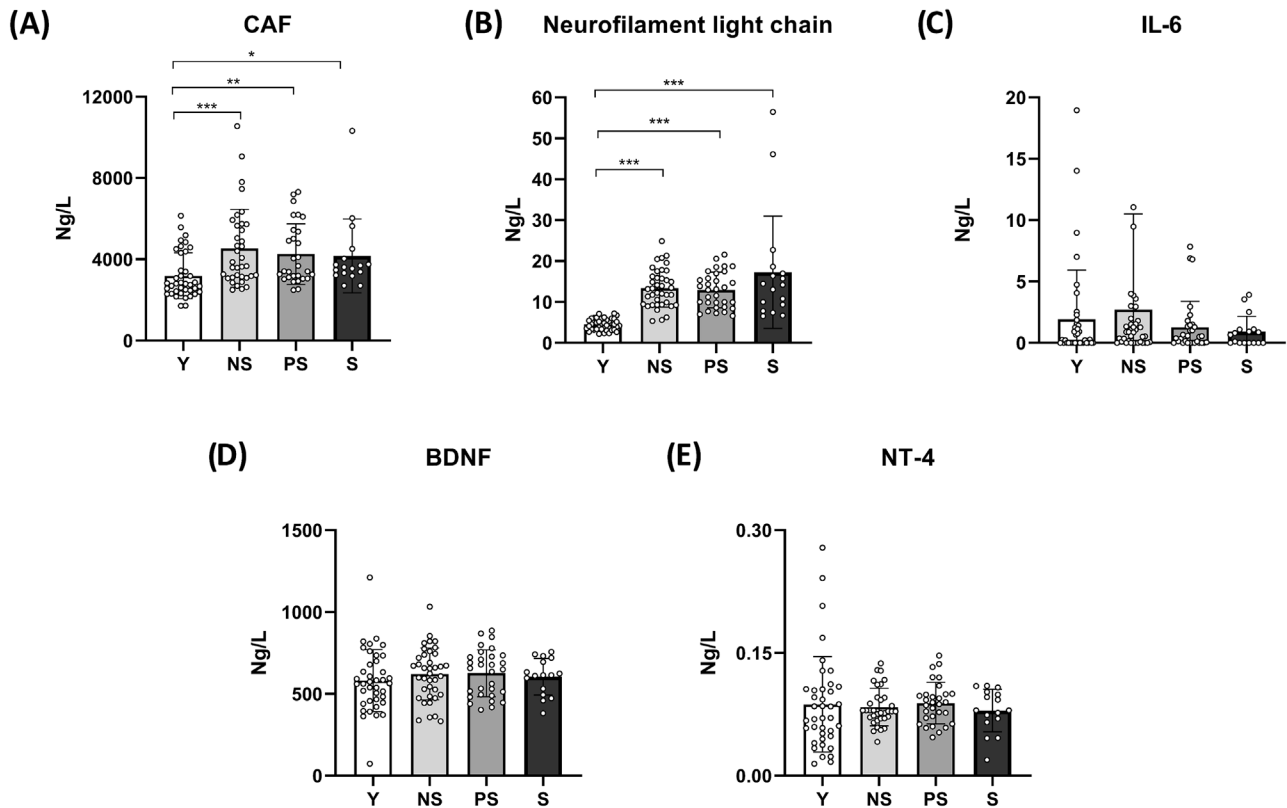 (A) CAF
*
**
***
12000
8000
4000
0
Ng/L
Y NS PS S
(B) Neurofilament light chain
***
***
***
60
50
40
30
20
10
0
Ng/L
Y NS PS S
(C) IL-6
20
15
10
5
0
Ng/L
Y NS PS S
(D) BDNF
1500
1000
500
0
Ng/L
Y NS PS S
(E) NT-4
0.30
0.15
0.00
Ng/L
Y NS PS S